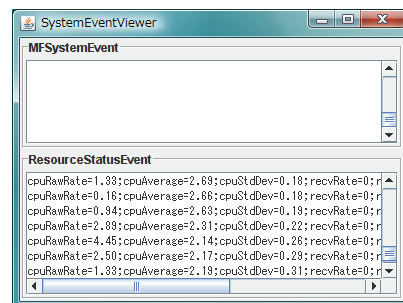 SystemEventViewer
MFSystemEvent
ResourceStatusEvent
cpuRawRate=1.33;cpuAverage=2.69;cpuStdDev=0.18;recvRate=0;r
cpuRawRate=0.16;cpuAverage=2.66;cpuStdDev=0.18;recvRate=0;r
cpuRawRate=0.94;cpuAverage=2.63;cpuStdDev=0.19;recvRate=0;r
cpuRawRate=2.89;cpuAverage=2.31;cpuStdDev=0.22;recvRate=0;r
cpuRawRate=4.45;cpuAverage=2.14;cpuStdDev=0.26;recvRate=0;r
cpuRawRate=2.50;cpuAverage=2.17;cpuStdDev=0.29;recvRate=0;r
cpuRawRate=1.33;cpuAverage=2.19;cpuStdDev=0.31;recvRate=0;r